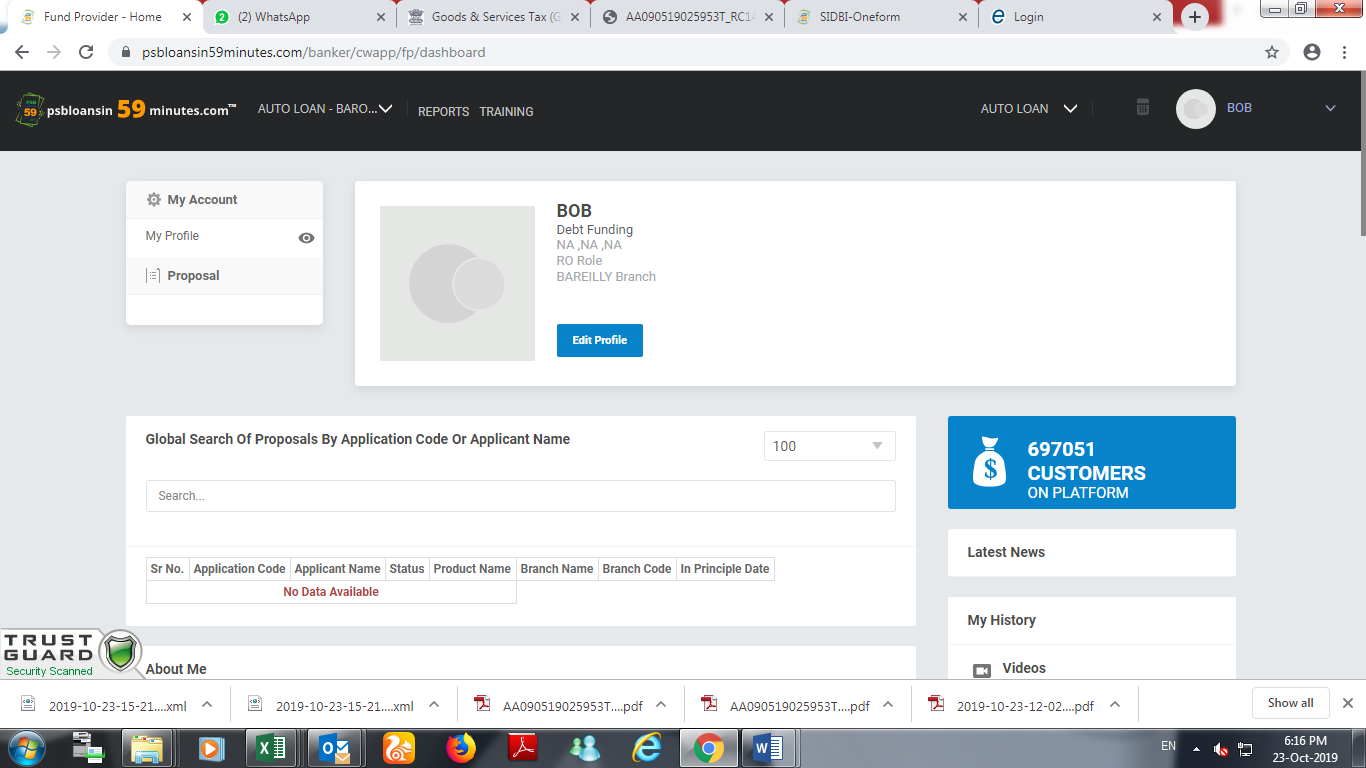 Fund Provider - Home
(2) WhatsApp
Goods & Services Tax (G
AA090519025953T_RC14
SIDBI-Oneform
Login
psbloansin59minutes.com/banker/cwapp/fp/dashboard
59
psbloansin 59 minutes.com™
AUTO LOAN - BARO...
REPORTS
TRAINING
AUTO LOAN
BOB
My Account
My Profile
Proposal
BOB
Debt Funding
NA ,NA ,NA
RO Role
BAREILLY Branch
Edit Profile
Global Search Of Proposals By Application Code Or Applicant Name
100
Search...
Sr No. Application Code Applicant Name Status Product Name Branch Name Branch Code In Principle Date
No Data Available
697051
CUSTOMERS
ON PLATFORM
Latest News
My History
Videos
About Me
TRUST
GUARD
Security Scanned
2019-10-23-15-21....xml
2019-10-23-15-21....xml
AA090519025953T....pdf
AA090519025953T....pdf
2019-10-23-12-02....pdf
Show all
EN
6:16 PM
23-Oct-2019